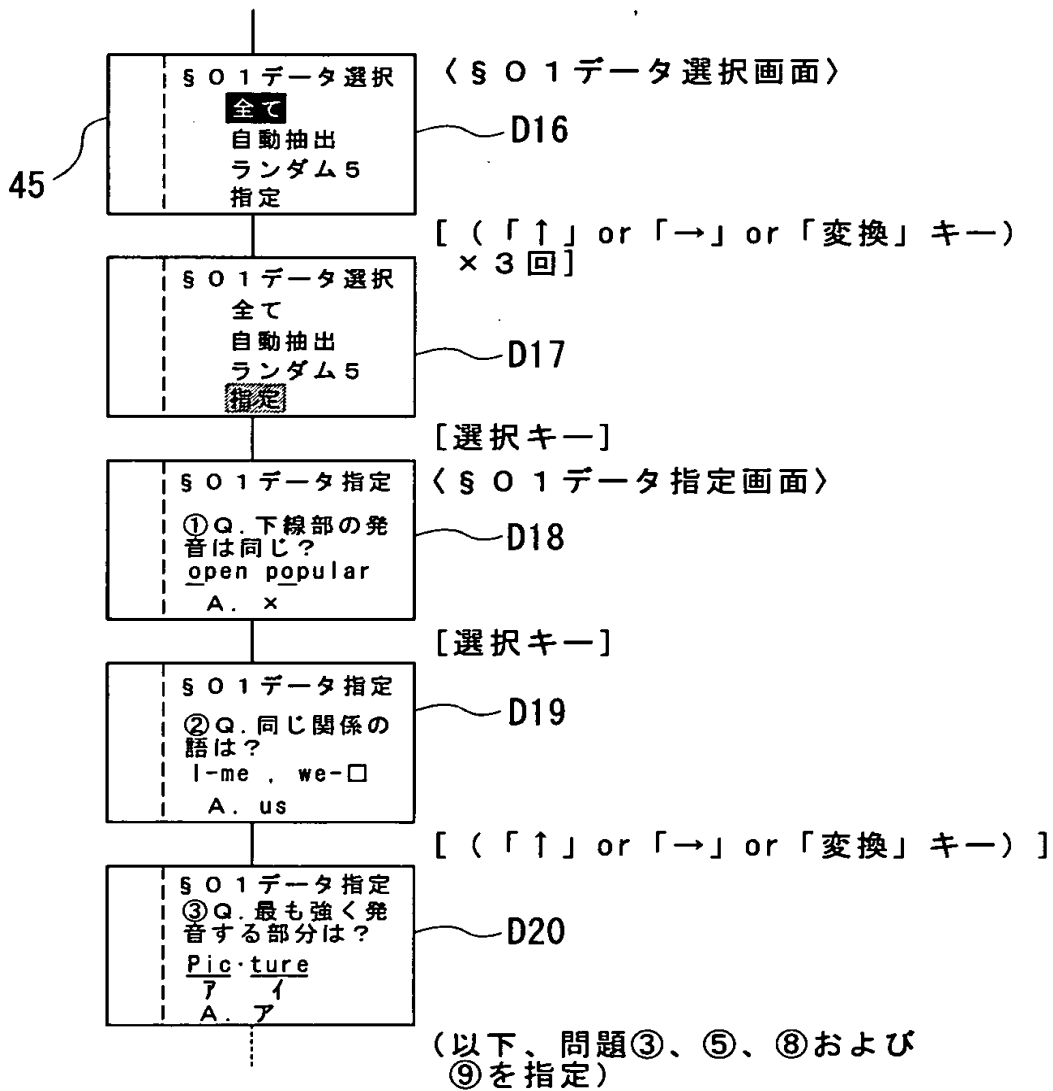 §01データ選択
全て
自動抽出
ランダム5
指定
〈§01データ選択画面〉
D16
45
[(「↑」or「→」or「変換」キー)
×3回]
§01データ選択
全て
自動抽出
ランダム5
指定
D17
[選択キー]
〈§01データ指定画面〉
§01データ指定
①Q.下線部の発
音は同じ?
open popular
A. ×
D18
[選択キー]
§01データ指定
②Q.同じ関係の
語は?
I-me , we-□
A. us
D19
[(「↑」or「→」or「変換」キー)]
§01データ指定
③Q.最も強く発
音する部分は?
Pic・ture
ア イ
A. ア
D20
(以下、問題③、⑤、⑧および
⑨を指定)